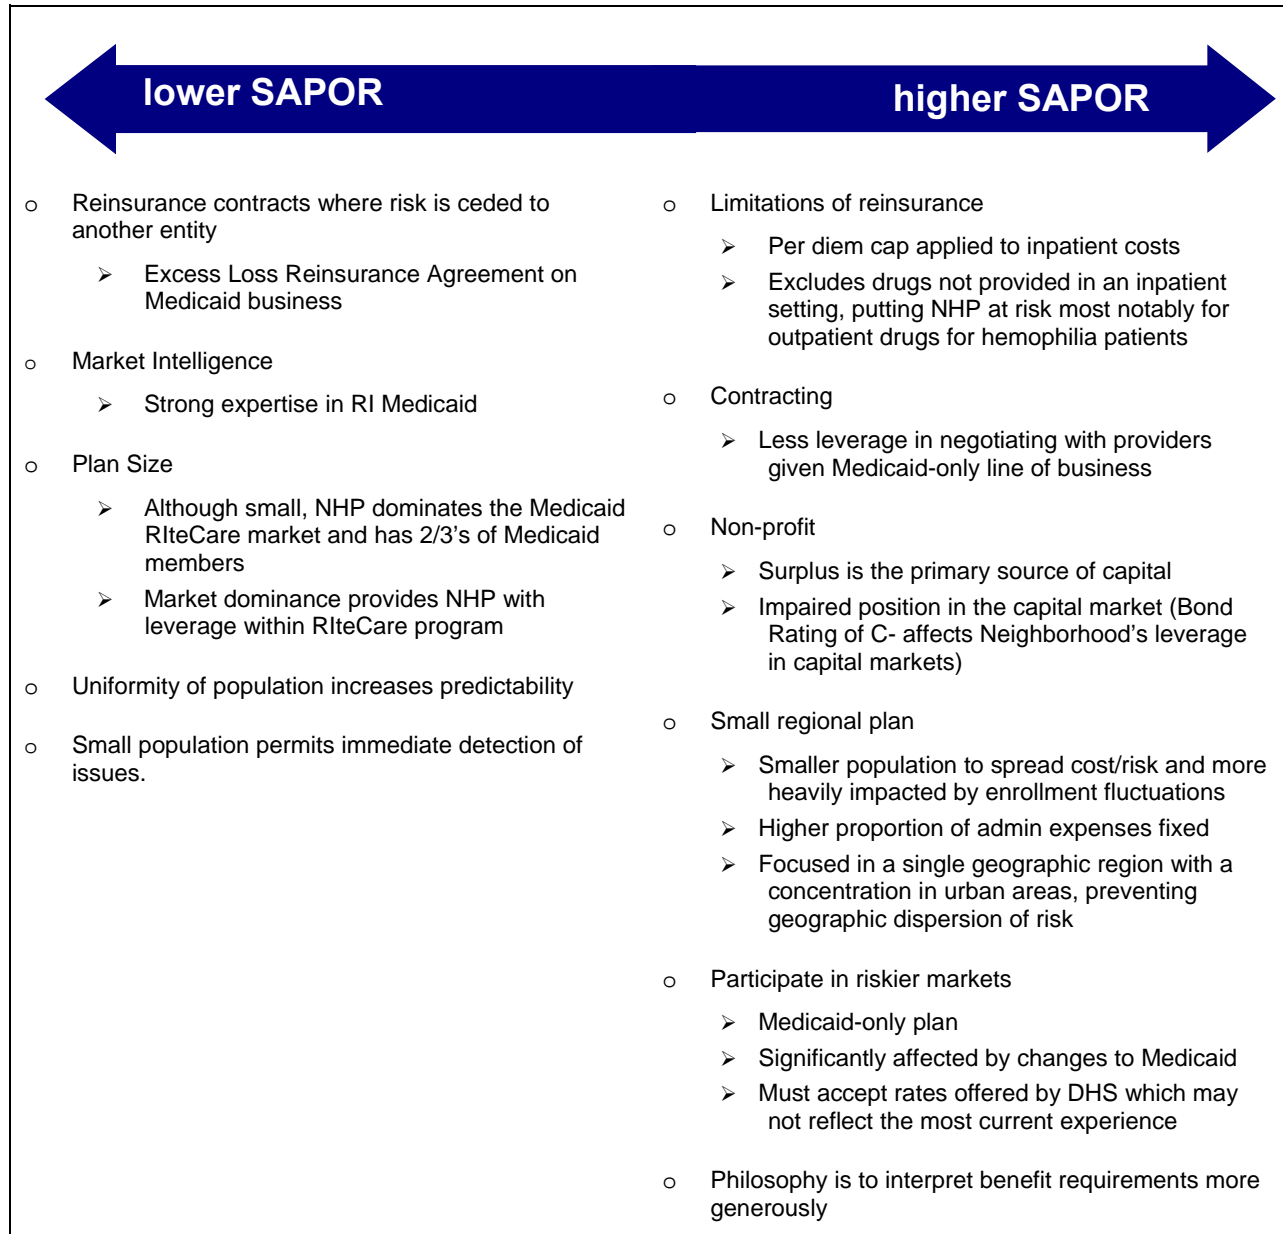 lower SAPOR
higher SAPOR
o Reinsurance contracts where risk is ceded to
another entity
➢ Excess Loss Reinsurance Agreement on
Medicaid business
o Market Intelligence
➢ Strong expertise in RI Medicaid
o Plan Size
➢ Although small, NHP dominates the Medicaid
RIteCare market and has 2/3's of Medicaid
members
➢ Market dominance provides NHP with
leverage within RIteCare program
o Uniformity of population increases predictability
o Small population permits immediate detection of
issues.
o Limitations of reinsurance
➢ Per diem cap applied to inpatient costs
➢ Excludes drugs not provided in an inpatient
setting, putting NHP at risk most notably for
outpatient drugs for hemophilia patients
o Contracting
➢ Less leverage in negotiating with providers
given Medicaid-only line of business
o Non-profit
➢ Surplus is the primary source of capital
➢ Impaired position in the capital market (Bond
Rating of C- affects Neighborhood's leverage
in capital markets)
o Small regional plan
➢ Smaller population to spread cost/risk and more
heavily impacted by enrollment fluctuations
➢ Higher proportion of admin expenses fixed
➢ Focused in a single geographic region with a
concentration in urban areas, preventing
geographic dispersion of risk
o Participate in riskier markets
➢ Medicaid-only plan
➢ Significantly affected by changes to Medicaid
➢ Must accept rates offered by DHS which may
not reflect the most current experience
o Philosophy is to interpret benefit requirements more
generously